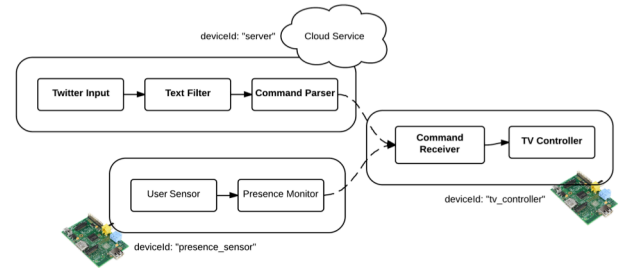 deviceId: "server"
Cloud Service
Twitter Input
Text Filter
Command Parser
Command
Receiver
TV Controller
User Sensor
Presence Monitor
deviceId: "tv_controller"
deviceId: "presence_sensor"